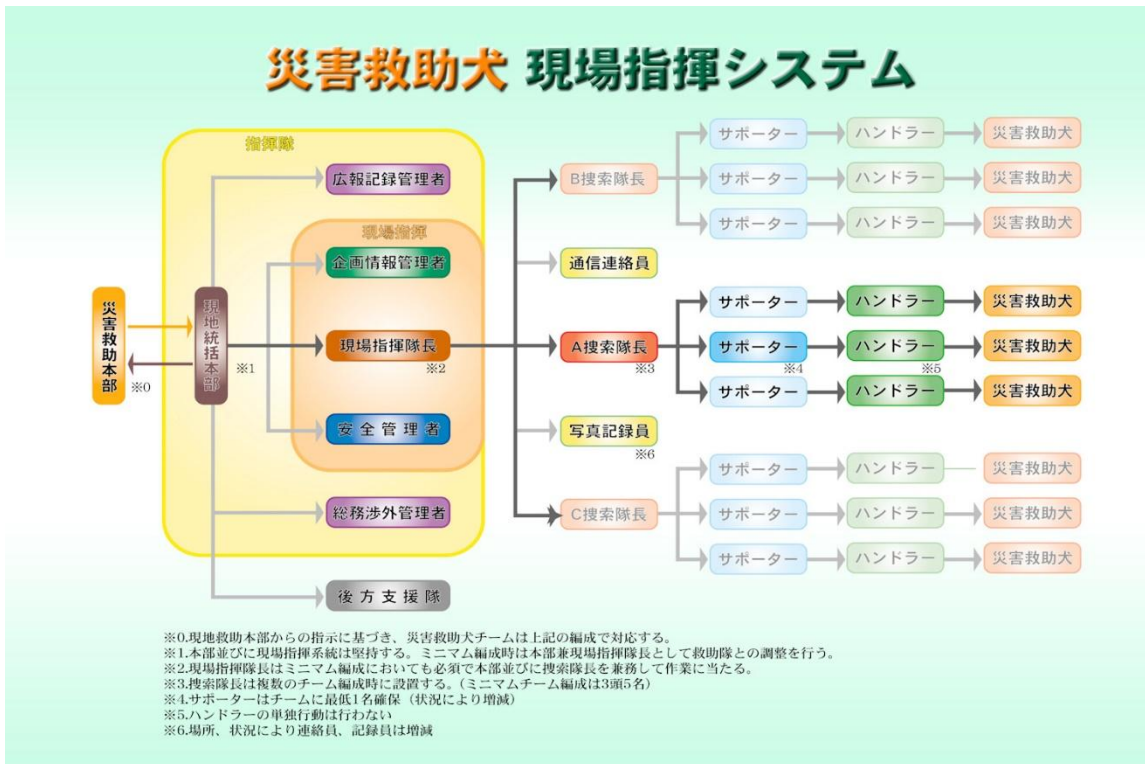 災害救助犬 現場指揮システム
指揮隊
広報記録管理者
現場指揮
企画情報管理者
災害救助本部
※0
現地統括本部
※1
現場指揮隊長
※2
安全管理者
総務渉外管理者
後方支援隊
B捜索隊長
サポーター
ハンドラー
災害救助犬
サポーター
ハンドラー
災害救助犬
サポーター
ハンドラー
災害救助犬
通信連絡員
A捜索隊長
※3
サポーター
ハンドラー
災害救助犬
サポーター
※4
ハンドラー
※5
災害救助犬
サポーター
ハンドラー
災害救助犬
写真記録員
※6
C捜索隊長
サポーター
ハンドラー
災害救助犬
サポーター
ハンドラー
災害救助犬
サポーター
ハンドラー
災害救助犬
※0.現地救助本部からの指示に基づき、災害救助犬チームは上記の編成で対応する。
※1.本部並びに現場指揮系統は堅持する。ミニマム編成時は本部兼現場指揮隊長として救助隊との調整を行う。
※2.現場指揮隊長はミニマム編成においても必須で本部並びに捜索隊長を兼務して作業に当たる。
※3.捜索隊長は複数のチーム編成時に設置する。(ミニマムチーム編成は3頭5名)
※4.サポーターはチームに最低1名確保（状況により増減）
※5.ハンドラーの単独行動は行わない
※6.場所、状況により連絡員、記録員は増減